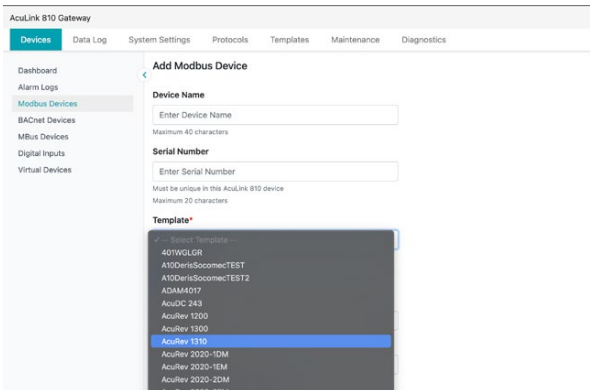 AcuLink 810 Gateway
Devices Data Log System Settings Protocols Templates Maintenance Diagnostics
Dashboard
Alarm Logs
Modbus Devices
BACnet Devices
MBus Devices
Digital Inputs
Virtual Devices
Add Modbus Device
Device Name
Enter Device Name
Maximum 40 characters
Serial Number
Enter Serial Number
Must be unique in this AcuLink 810 device
Maximum 20 characters
Template*
✓ -- Select Template --
401WGLGR
A10DerisSocomecTEST
A10DerisSocomecTEST2
ADAM4017
AcuDC 243
AcuRev 1200
AcuRev 1300
AcuRev 1310
AcuRev 2020-1DM
AcuRev 2020-1EM
AcuRev 2020-2DM